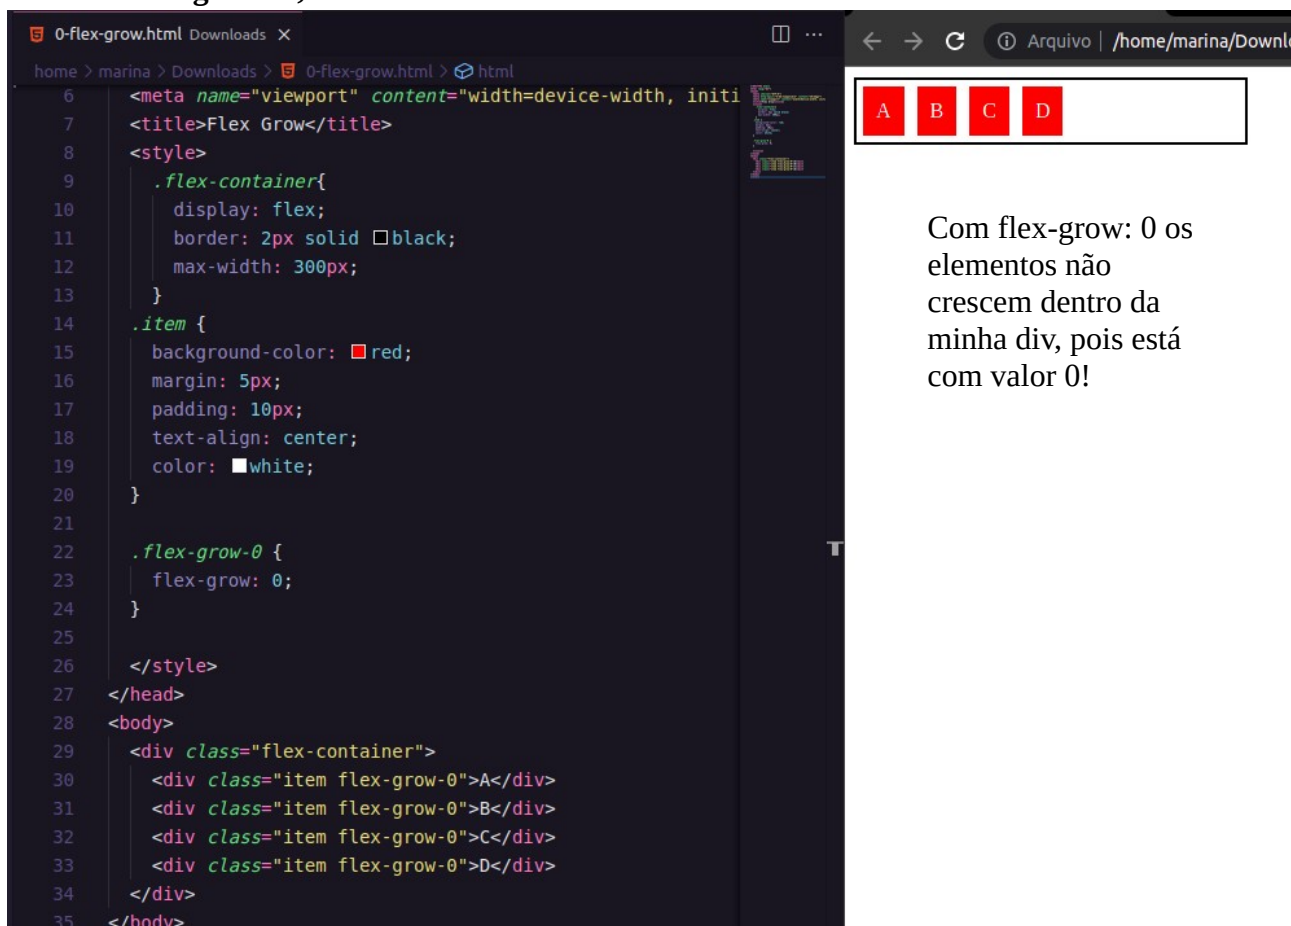 0-flex-grow.html Downloads ×
home > marina > Downloads > 0-flex-grow.html > html
6 <meta name="viewport" content="width=device-width, initi
7 <title>Flex Grow</title>
8 <style>
9 .flex-container{
10 display: flex;
11 border: 2px solid black;
12 max-width: 300px;
13 }
14 .item {
15 background-color: red;
16 margin: 5px;
17 padding: 10px;
18 text-align: center;
19 color: white;
20 }
21
22 .flex-grow-0 {
23 flex-grow: 0;
24 }
25
26 </style>
27 </head>
28 <body>
29 <div class="flex-container">
30 <div class="item flex-grow-0">A</div>
31 <div class="item flex-grow-0">B</div>
32 <div class="item flex-grow-0">C</div>
33 <div class="item flex-grow-0">D</div>
34 </div>
35 </body>
Arquivo | /home/marina/Downl
A B C D
Com flex-grow: 0 os
elementos não
crescem dentro da
minha div, pois está
com valor 0!